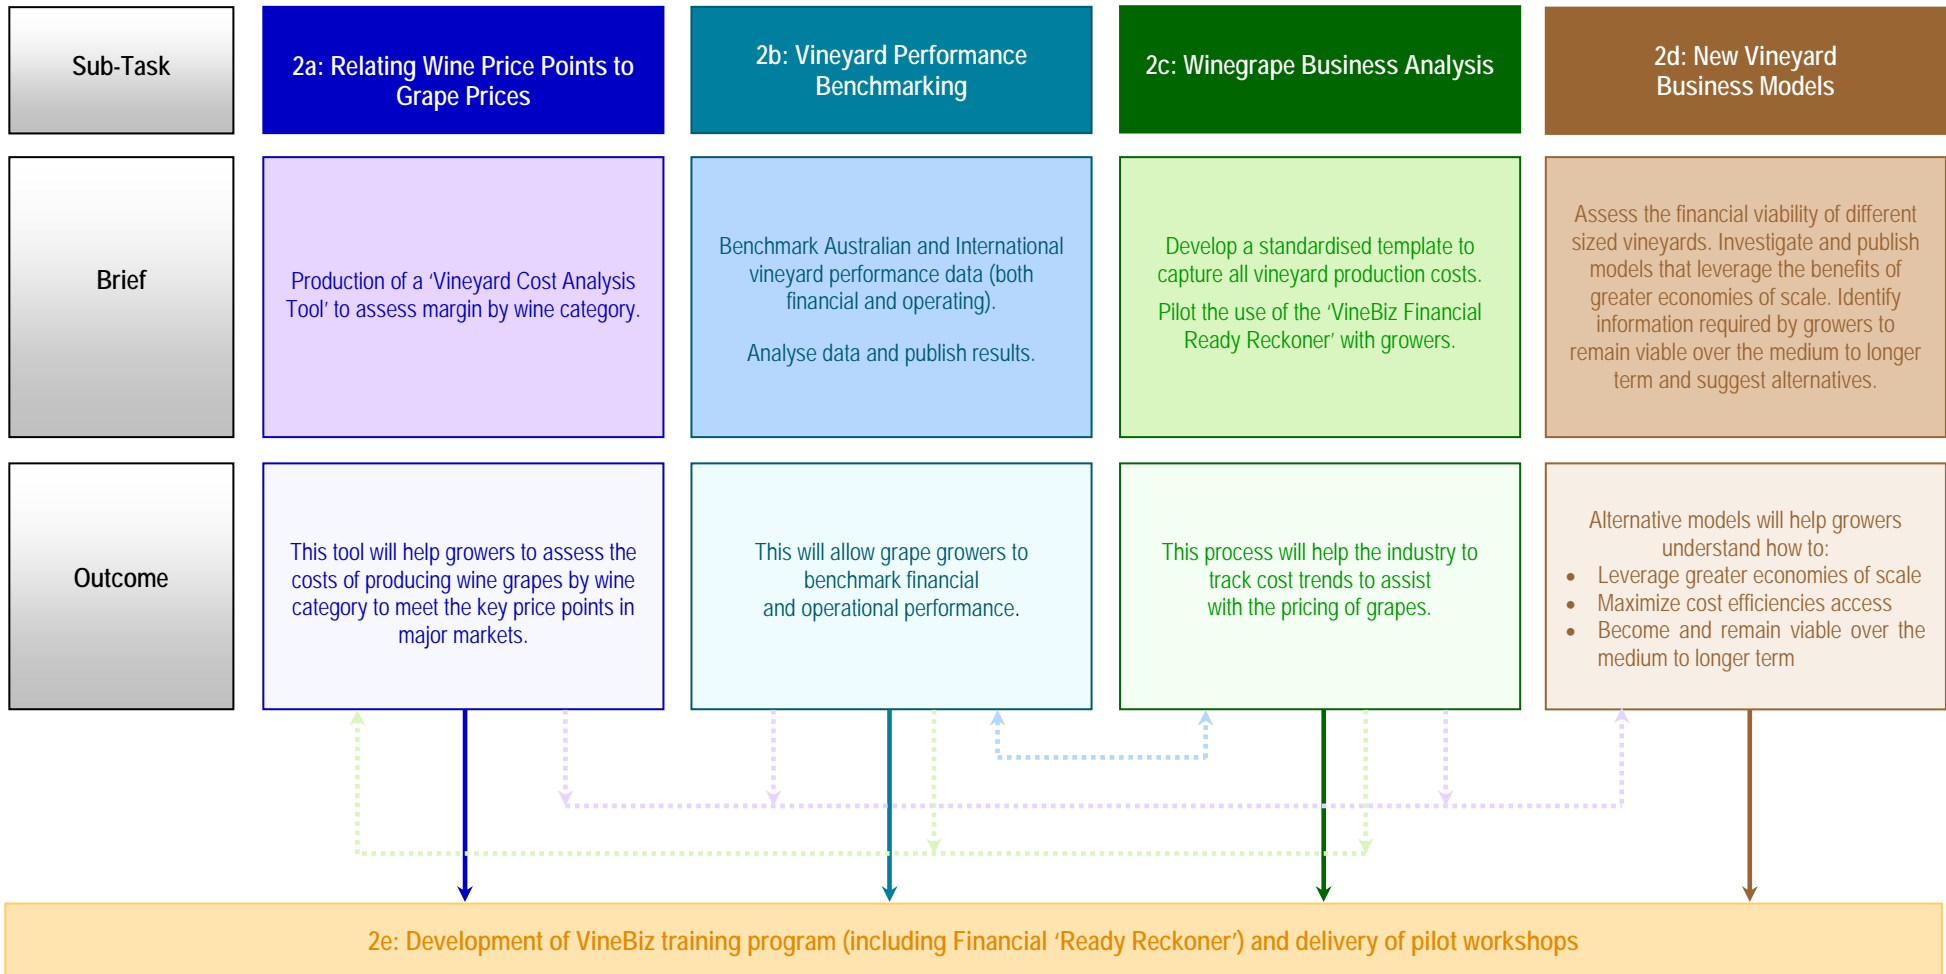 Sub-Task
2a: Relating Wine Price Points to
Grape Prices
2b: Vineyard Performance
Benchmarking
2c: Winegrape Business Analysis
2d: New Vineyard
Business Models
Brief
Production of a ‘Vineyard Cost Analysis
Tool’ to assess margin by wine category.
Benchmark Australian and International
vineyard performance data (both
financial and operating).
Analyse data and publish results.
Develop a standardised template to
capture all vineyard production costs.
Pilot the use of the ‘VineBiz Financial
Ready Reckoner’ with growers.
Assess the financial viability of different
sized vineyards. Investigate and publish
models that leverage the benefits of
greater economies of scale. Identify
information required by growers to
remain viable over the medium to longer
term and suggest alternatives.
Outcome
This tool will help growers to assess the
costs of producing wine grapes by wine
category to meet the key price points in
major markets.
This will allow grape growers to
benchmark financial
and operational performance.
This process will help the industry to
track cost trends to assist
with the pricing of grapes.
Alternative models will help growers
understand how to:
• Leverage greater economies of scale
• Maximize cost efficiencies access
• Become and remain viable over the
medium to longer term
2e: Development of VineBiz training program (including Financial ‘Ready Reckoner’) and delivery of pilot workshops